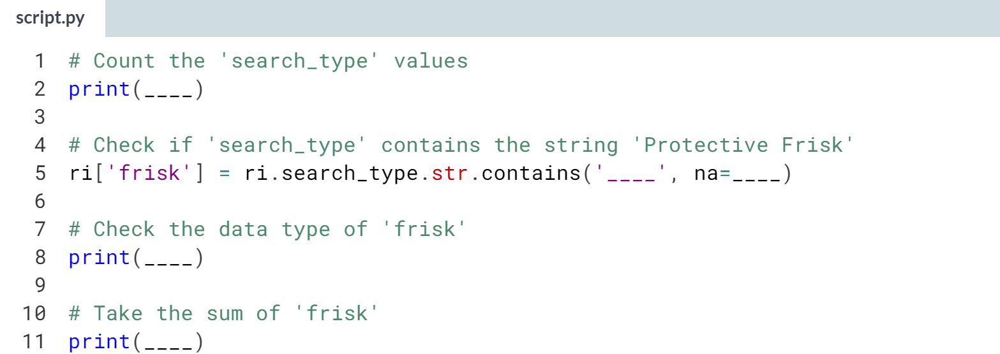 script.py
1 # Count the 'search_type' values
2 print(____)
3
4 # Check if 'search_type' contains the string 'Protective Frisk'
5 ri['frisk'] = ri.search_type.str.contains('____', na=____)
6
7 # Check the data type of 'frisk'
8 print(____)
9
10 # Take the sum of 'frisk'
11 print(____)